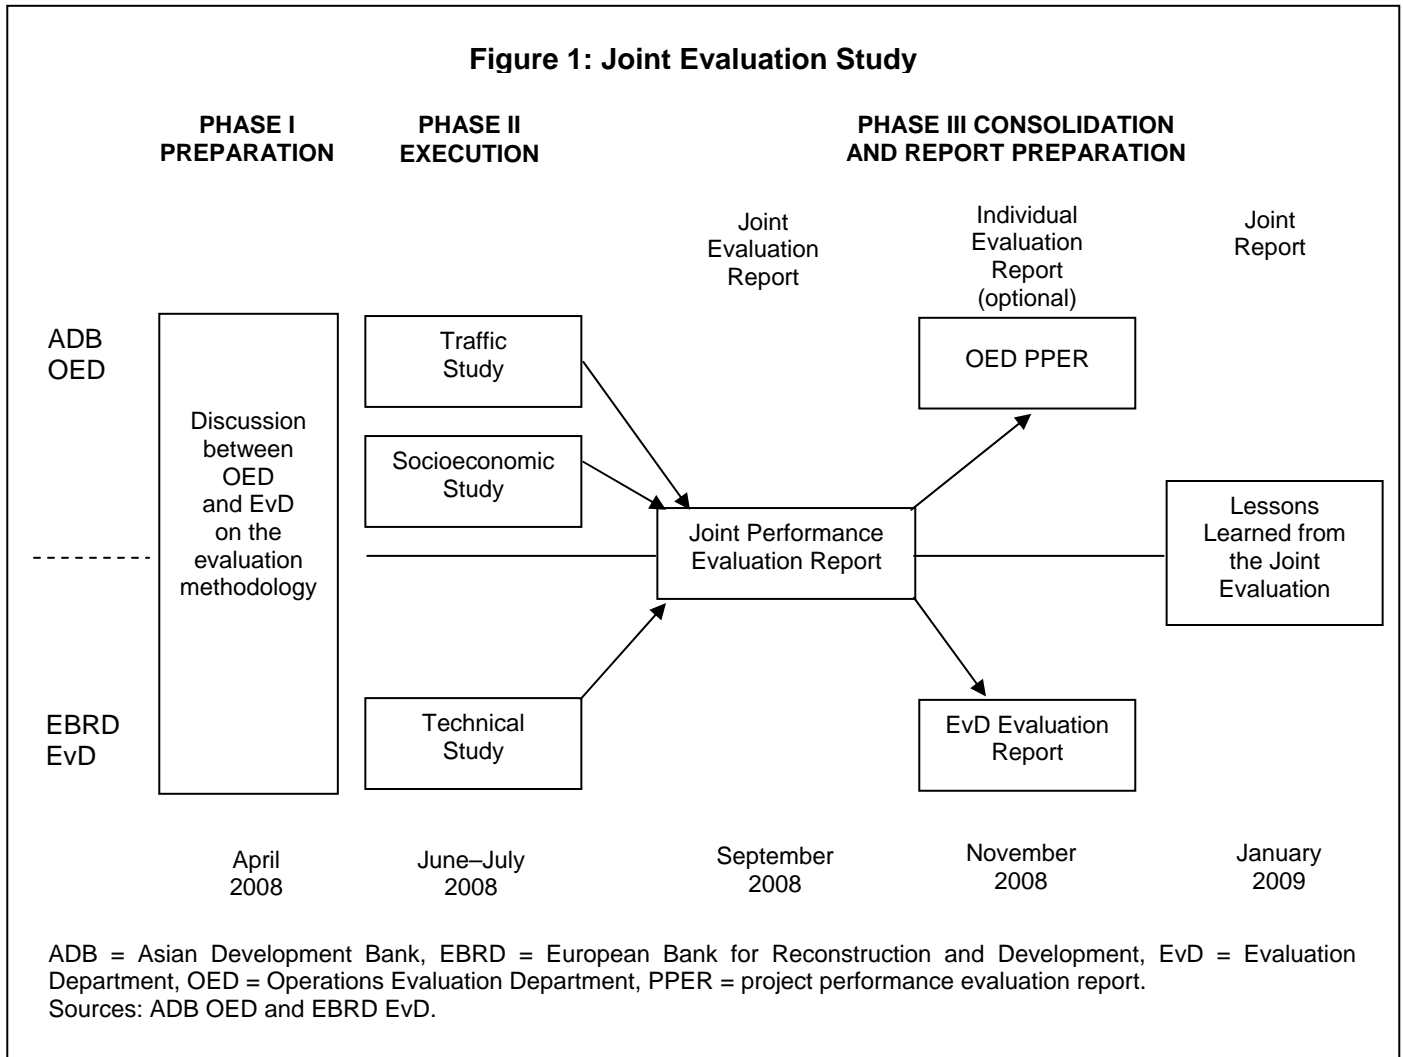 Figure 1: Joint Evaluation Study
PHASE I
PREPARATION
PHASE II
EXECUTION
PHASE III CONSOLIDATION
AND REPORT PREPARATION
Joint
Evaluation
Report
Individual
Evaluation
Report
(optional)
Joint
Report
ADB
OED
Discussion
between
OED
and EvD
on the
evaluation
methodology
Traffic
Study
Socioeconomic
Study
Joint Performance
Evaluation Report
OED PPER
Lessons
Learned from
the Joint
Evaluation
EBRD
EvD
Technical
Study
EvD Evaluation
Report
April
2008
June–July
2008
September
2008
November
2008
January
2009
ADB = Asian Development Bank, EBRD = European Bank for Reconstruction and Development, EvD = Evaluation
Department, OED = Operations Evaluation Department, PPER = project performance evaluation report.
Sources: ADB OED and EBRD EvD.